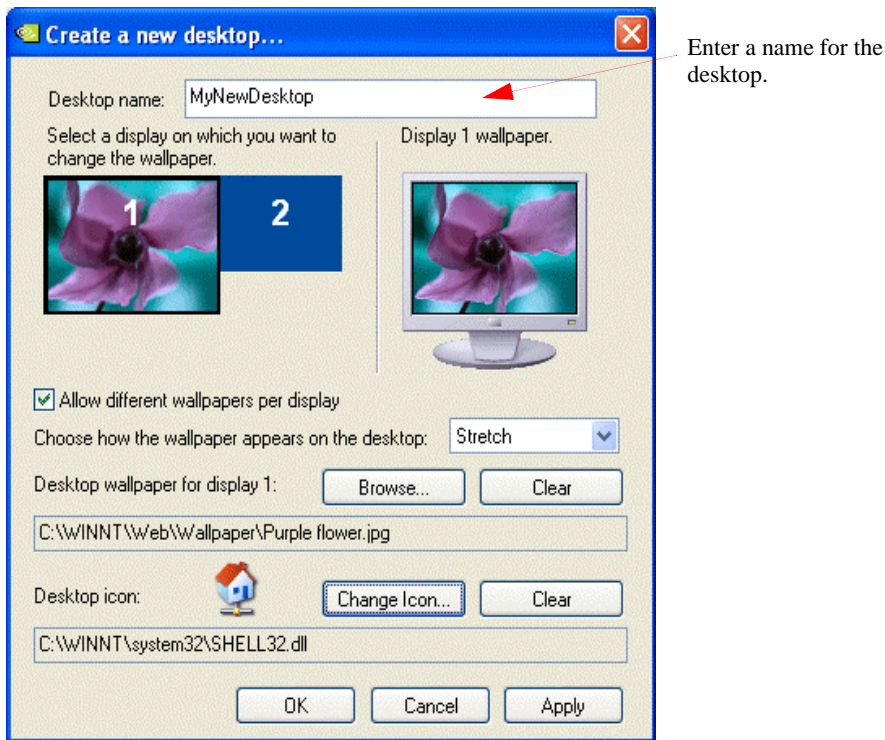 Create a new desktop...
Enter a name for the
desktop.
Desktop name:
MyNewDesktop
Select a display on which you want to
change the wallpaper.
1
2
Display 1 wallpaper.
Allow different wallpapers per display
Choose how the wallpaper appears on the desktop:
Stretch
Desktop wallpaper for display 1:
Browse...
Clear
C:\WINNT\Web\Wallpaper\Purple flower.jpg
Desktop icon:
Change Icon...
Clear
C:\WINNT\system32\SHELL32.dll
OK
Cancel
Apply